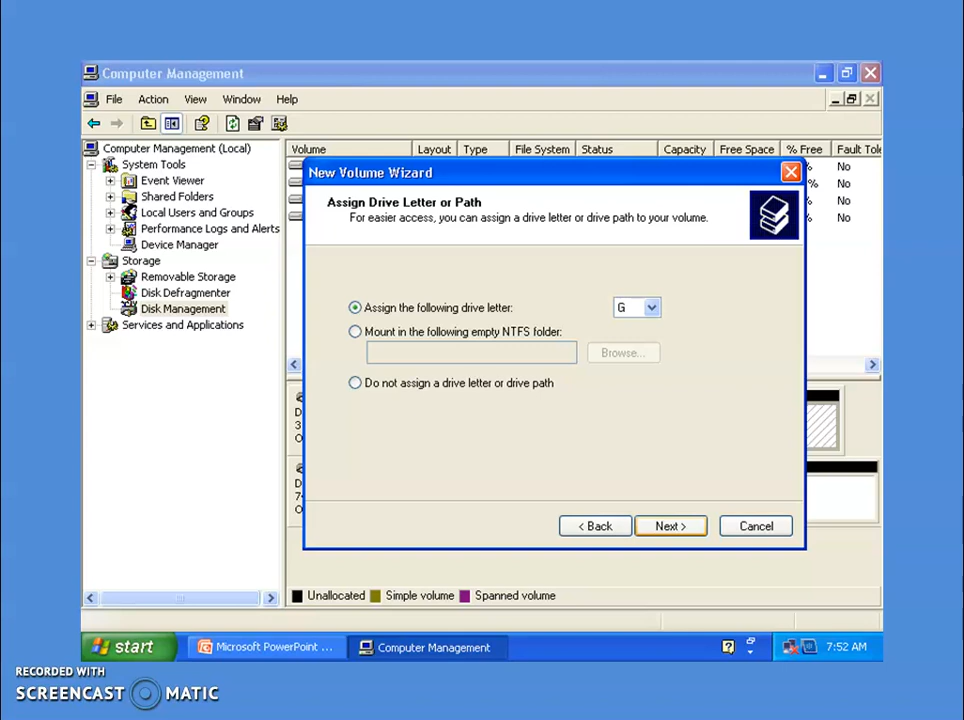 Computer Management
File Action View Window Help
Computer Management (Local)
System Tools
Event Viewer
Shared Folders
Local Users and Groups
Performance Logs and Alerts
Device Manager
Storage
Removable Storage
Disk Defragmenter
Disk Management
Services and Applications
Volume Layout Type File System Status Capacity Free Space % Free Fault Tole
% No
% No
% No
% No
New Volume Wizard
Assign Drive Letter or Path
For easier access, you can assign a drive letter or drive path to your volume.
Assign the following drive letter: G
Mount in the following empty NTFS folder:
Browse...
Do not assign a drive letter or drive path
< Back Next > Cancel
D
3
O
D
74
O
Unallocated Simple volume Spanned volume
start Microsoft PowerPoint ... Computer Management 7:52 AM
RECORDED WITH
SCREENCAST MATIC